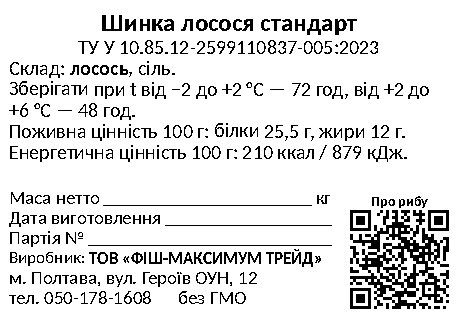 Шинка лосося стандарт
ТУ У 10.85.12-2599110837-005:2023
Склад: лосось, сіль.
Зберігати при t від −2 до +2 °С — 72 год, від +2 до
+6 °С — 48 год.
Поживна цінність 100 г: білки 25,5 г, жири 12 г.
Енергетична цінність 100 г: 210 ккал / 879 кДж.
Маса нетто ______________________ кг
Про рибу
Дата виготовлення __________________
Партія № __________________________
Виробник: ТОВ «ФІШ-МАКСИМУМ ТРЕЙД»
м. Полтава, вул. Героїв ОУН, 12
тел. 050-178-1608 без ГМО